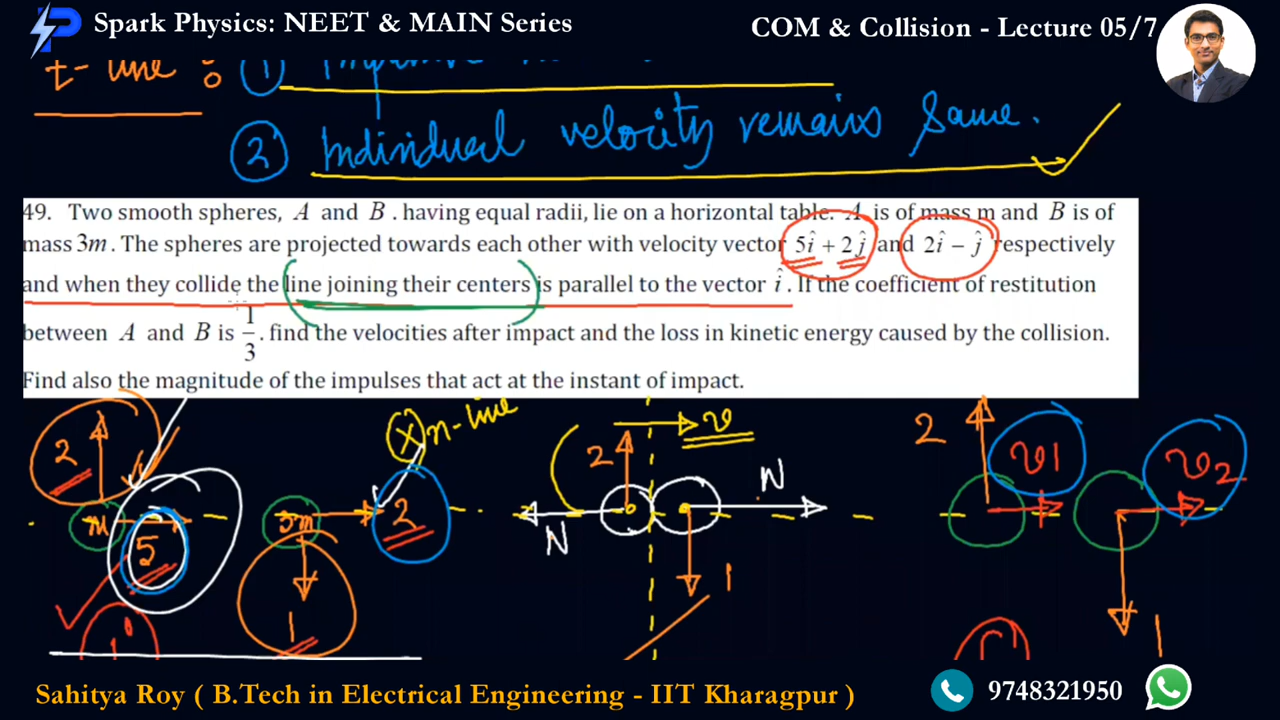 Spark Physics: NEET & MAIN Series
COM & Collision - Lecture 05/7
t-line : (1)
(2) Individual velocity remains same.
49. Two smooth spheres, A and B . having equal radii, lie on a horizontal table. A is of mass m and B is of
mass 3m. The spheres are projected towards each other with velocity vector 5î + 2ĵ and 2î − ĵ respectively
and when they collide the line joining their centers is parallel to the vector î. If the coefficient of restitution
between A and B is 1/3 . find the velocities after impact and the loss in kinetic energy caused by the collision.
Find also the magnitude of the impulses that act at the instant of impact.
2
m
5
3m
2
1
X n-line
v
2
N
N
1
2
v1
v2
1
Sahitya Roy ( B.Tech in Electrical Engineering - IIT Kharagpur )
9748321950